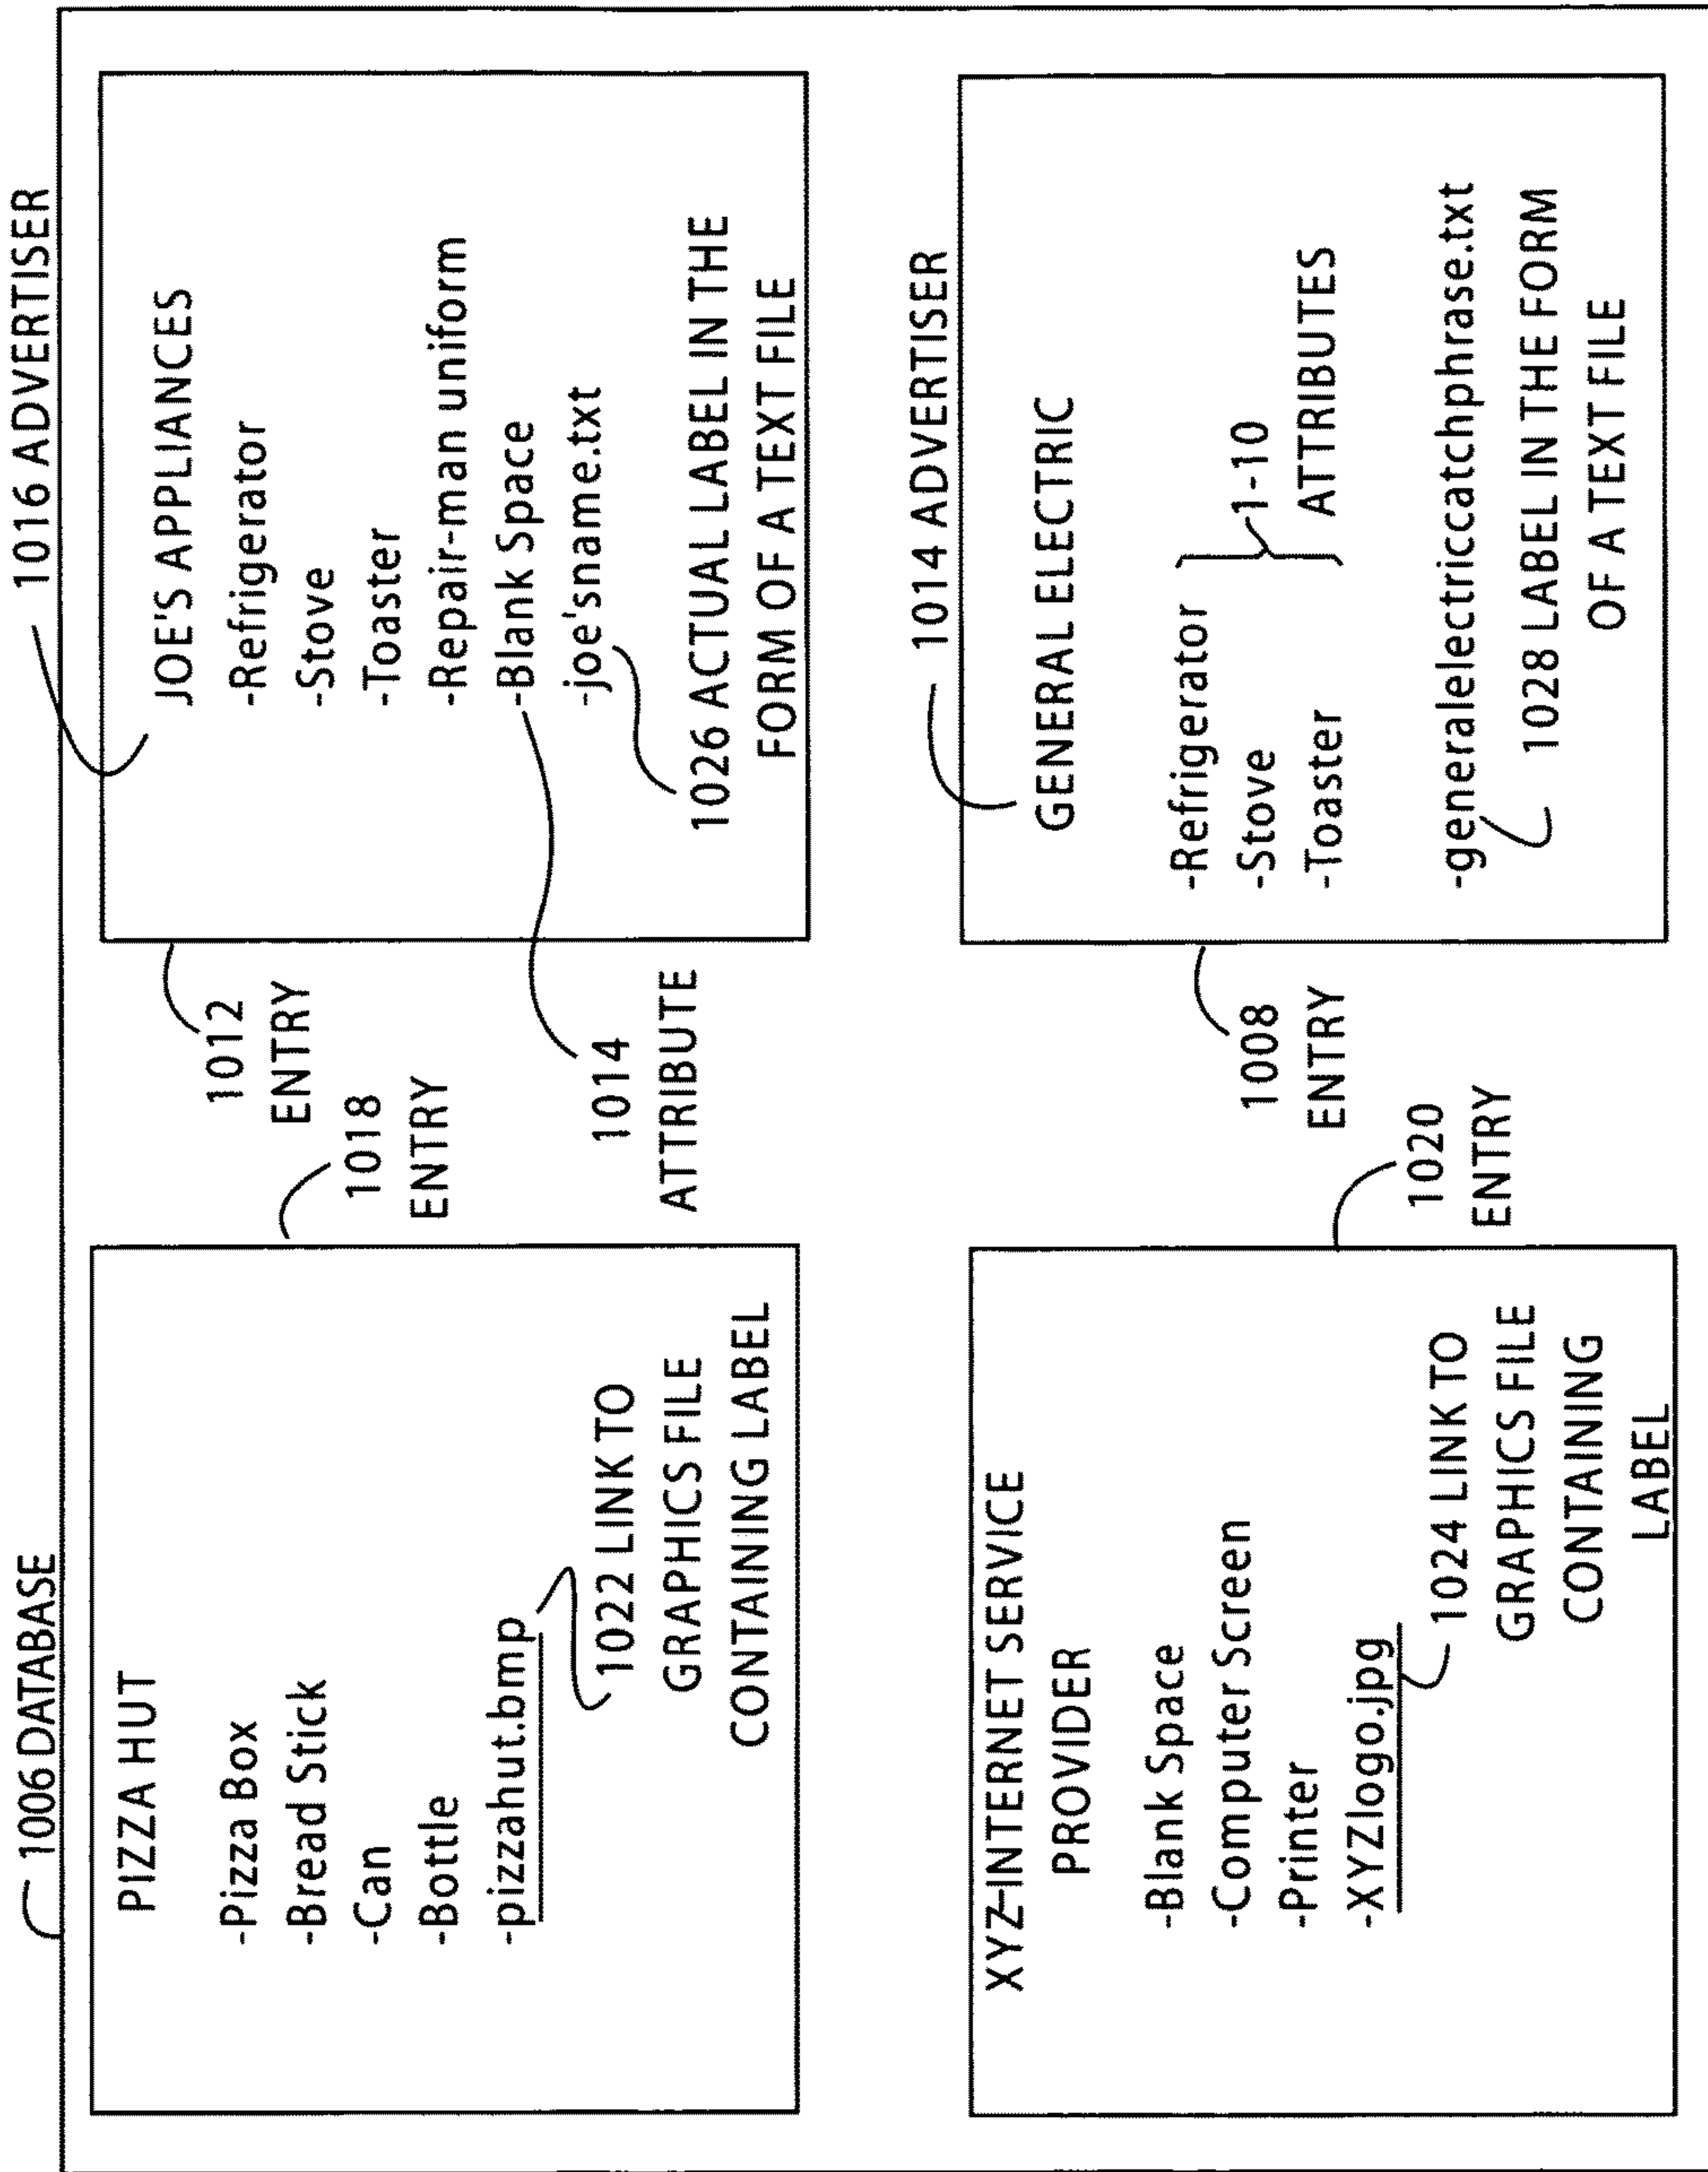 1006 DATABASE
PIZZA HUT
-Pizza Box
-Bread Stick
-Can
-Bottle
-pizzahut.bmp
1022 LINK TO
GRAPHICS FILE
CONTAINING LABEL
1018
ENTRY
1016 ADVERTISER
JOE'S APPLIANCES
-Refrigerator
-Stove
-Toaster
-Repair-man uniform
-Blank Space
-joe'sname.txt
1026 ACTUAL LABEL IN THE
FORM OF A TEXT FILE
1012
ENTRY
1014
ATTRIBUTE
XYZ-INTERNET SERVICE
PROVIDER
-Blank Space
-Computer Screen
-Printer
-XYZlogo.jpg
1024 LINK TO
GRAPHICS FILE
CONTAINING
LABEL
1020
ENTRY
1014 ADVERTISER
GENERAL ELECTRIC
-Refrigerator
-Stove
-Toaster
1-10
ATTRIBUTES
-generalelectriccatchphrase.txt
1028 LABEL IN THE FORM
OF A TEXT FILE
1008
ENTRY